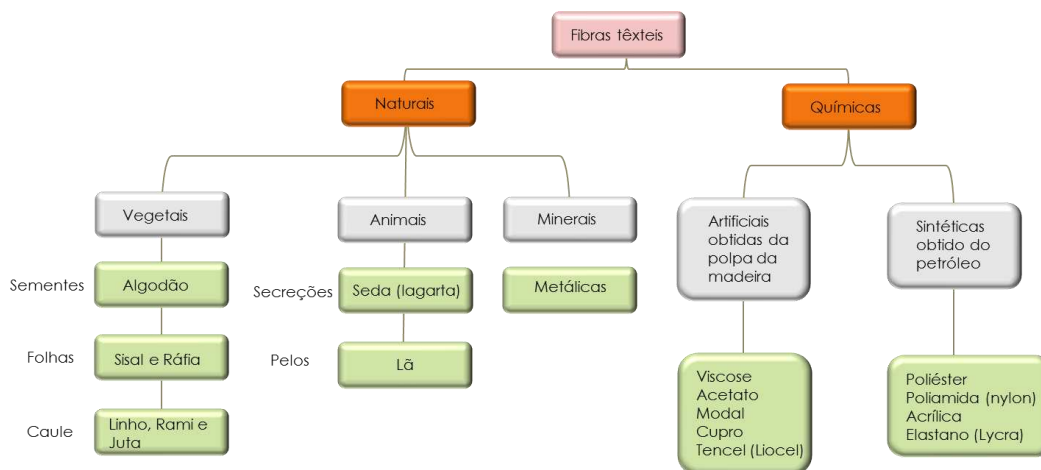 Fibras têxteis
Naturais
Químicas
Vegetais
Animais
Minerais
Artificiais
obtidas da
polpa da
madeira
Sintéticas
obtido do
petróleo
Sementes
Algodão
Secreções
Seda (lagarta)
Metálicas
Folhas
Sisal e Ráfia
Pelos
Lã
Caule
Linho, Rami e
Juta
Viscose
Acetato
Modal
Cupro
Tencel (Liocel)
Poliéster
Poliamida (nylon)
Acrílica
Elastano (Lycra)